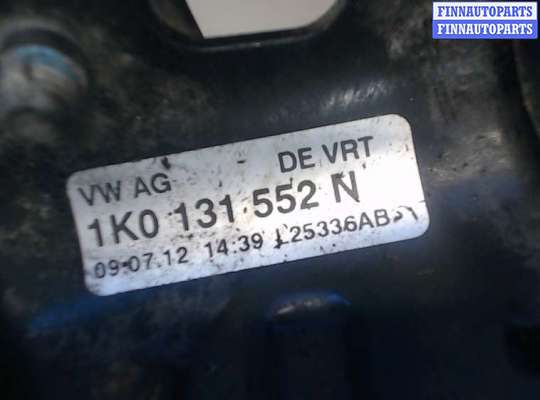 FINNAUTOPARTS
FINNAUTOPARTS
VW AG DE VRT
1K0 131 552 N
09.07.12 14:39